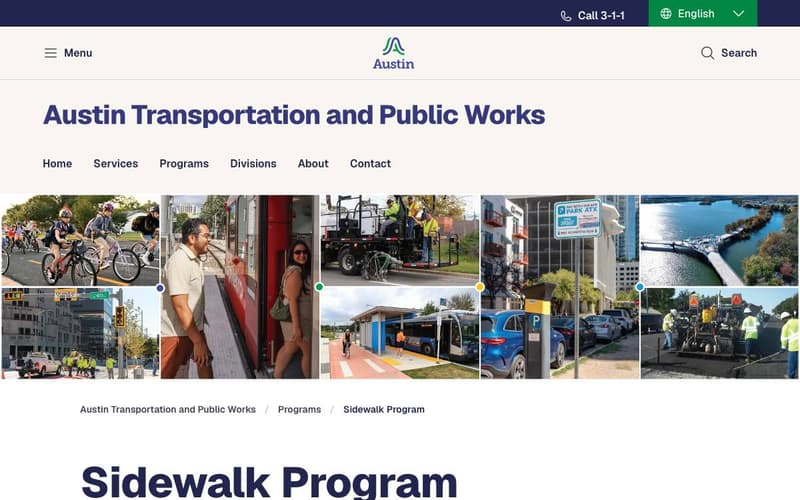 Call 3-1-1
English
Menu
Austin
Search
Austin Transportation and Public Works
Home Services Programs Divisions About Contact
PARK ATX
P
Austin Transportation and Public Works / Programs / Sidewalk Program
Sidewalk Program